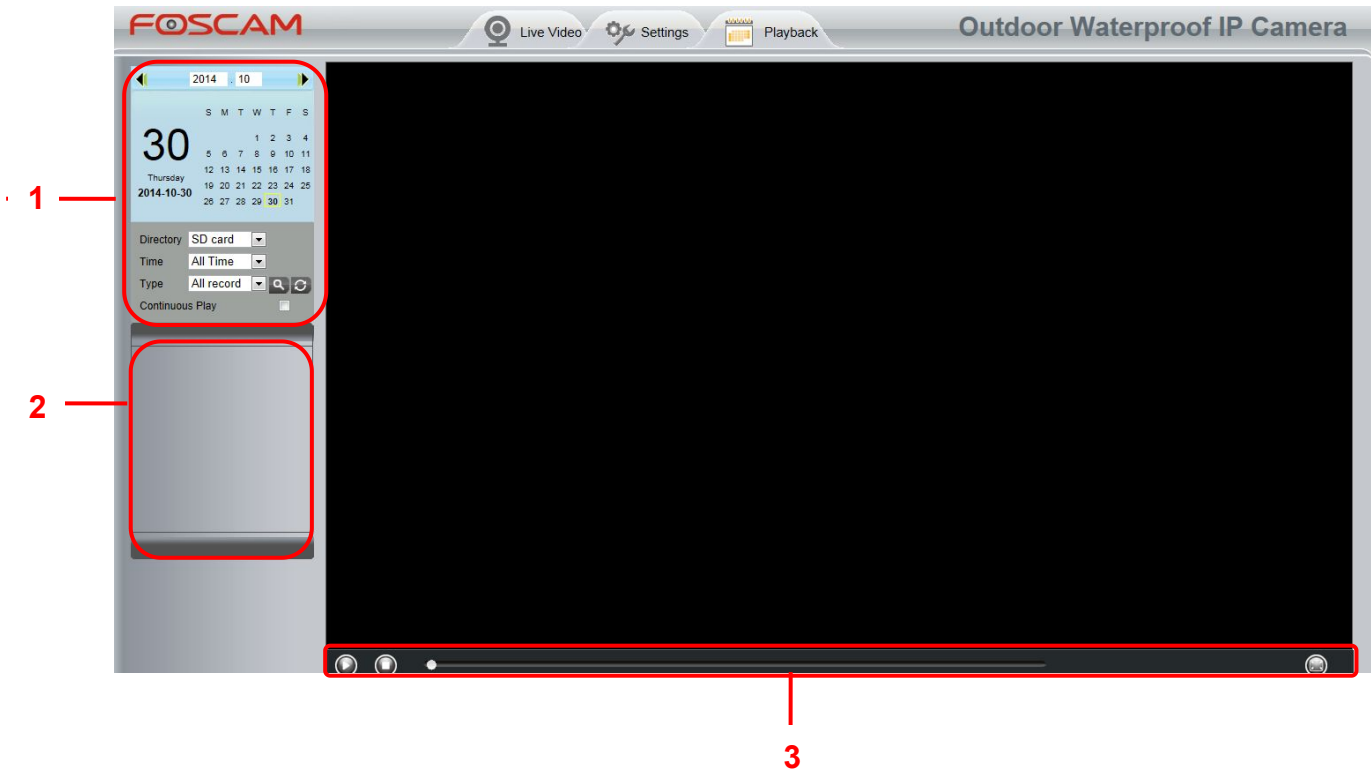 FOSCAM
Live Video
Settings
Playback
Outdoor Waterproof IP Camera
2014 . 10
S M T W T F S
1 2 3 4
5 6 7 8 9 10 11
12 13 14 15 16 17 18
19 20 21 22 23 24 25
26 27 28 29 30 31
30
Thursday
2014-10-30
Directory SD card
Time All Time
Type All record
Continuous Play
1
2
3